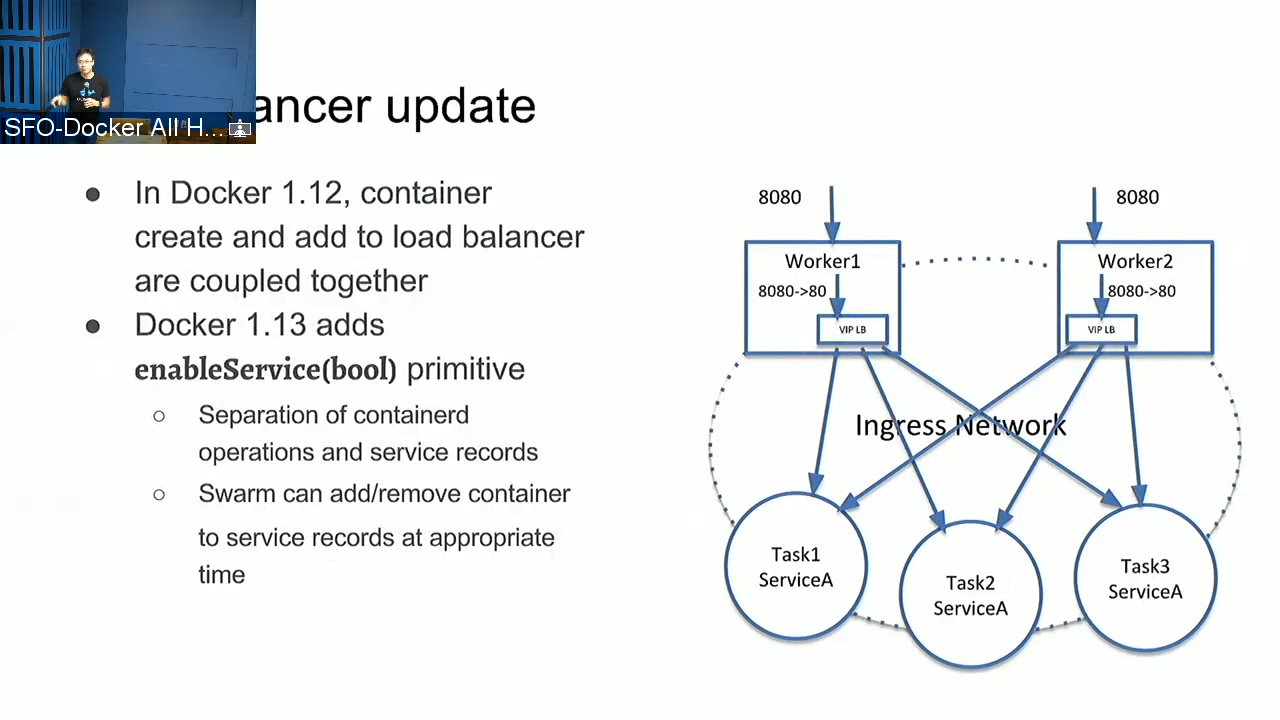 SFO-Docker All H...
ancer update
● In Docker 1.12, container
create and add to load balancer
are coupled together
● Docker 1.13 adds
enableService(bool) primitive
○ Separation of containerd
operations and service records
○ Swarm can add/remove container
to service records at appropriate
time
8080
8080
Worker1
Worker2
8080->80
8080->80
VIP LB
VIP LB
Ingress Network
Task1
ServiceA
Task2
ServiceA
Task3
ServiceA